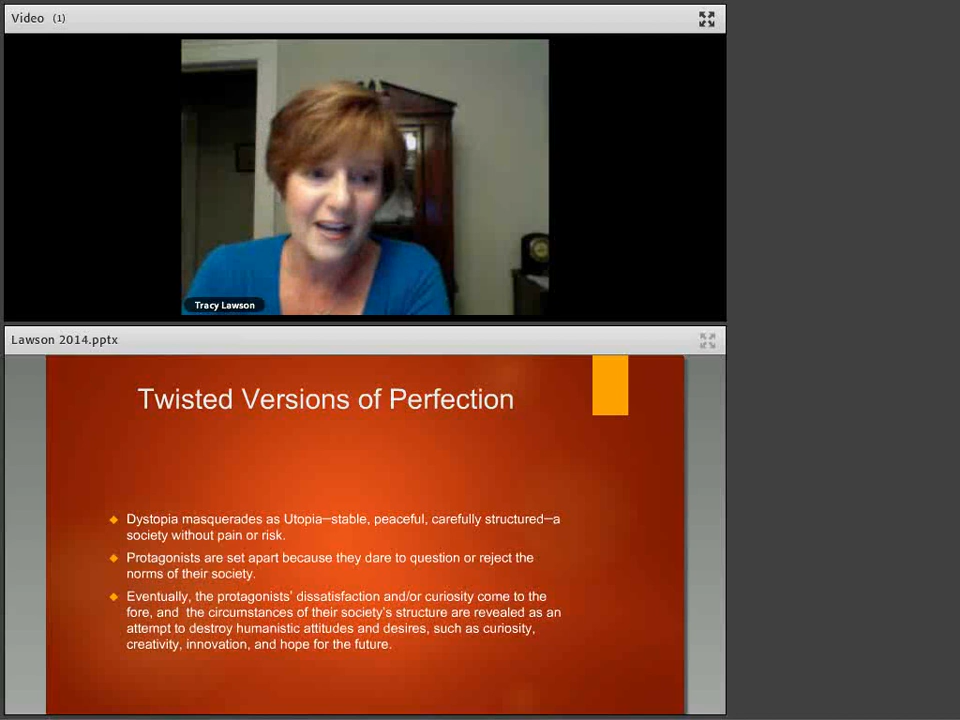 Video (1)
Tracy Lawson
Lawson 2014.pptx
Twisted Versions of Perfection
Dystopia masquerades as Utopia—stable, peaceful, carefully structured—a
society without pain or risk.
Protagonists are set apart because they dare to question or reject the
norms of their society.
Eventually, the protagonists’ dissatisfaction and/or curiosity come to the
fore, and  the circumstances of their society’s structure are revealed as an
attempt to destroy humanistic attitudes and desires, such as curiosity,
creativity, innovation, and hope for the future.